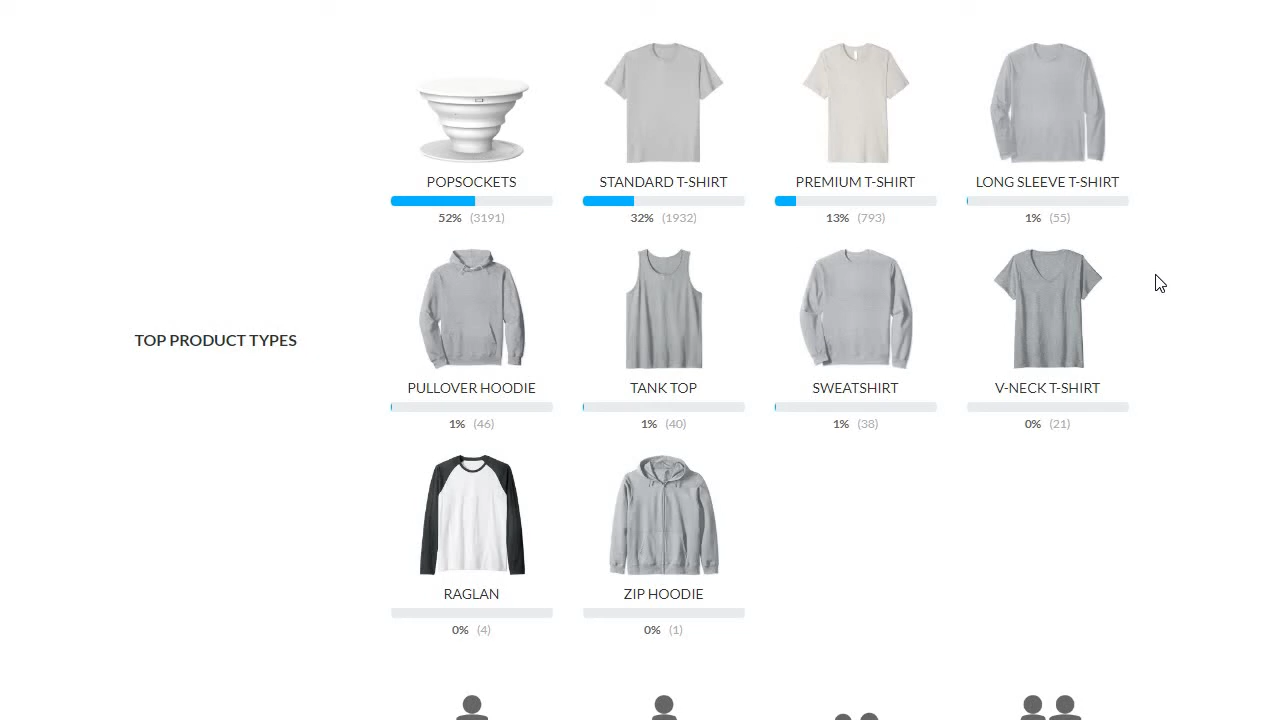 POPSOCKETS
52% (3191)
STANDARD T-SHIRT
32% (1932)
PREMIUM T-SHIRT
13% (793)
LONG SLEEVE T-SHIRT
1% (55)
TOP PRODUCT TYPES
PULLOVER HOODIE
1% (46)
TANK TOP
1% (40)
SWEATSHIRT
1% (38)
V-NECK T-SHIRT
0% (21)
RAGLAN
0% (4)
ZIP HOODIE
0% (1)